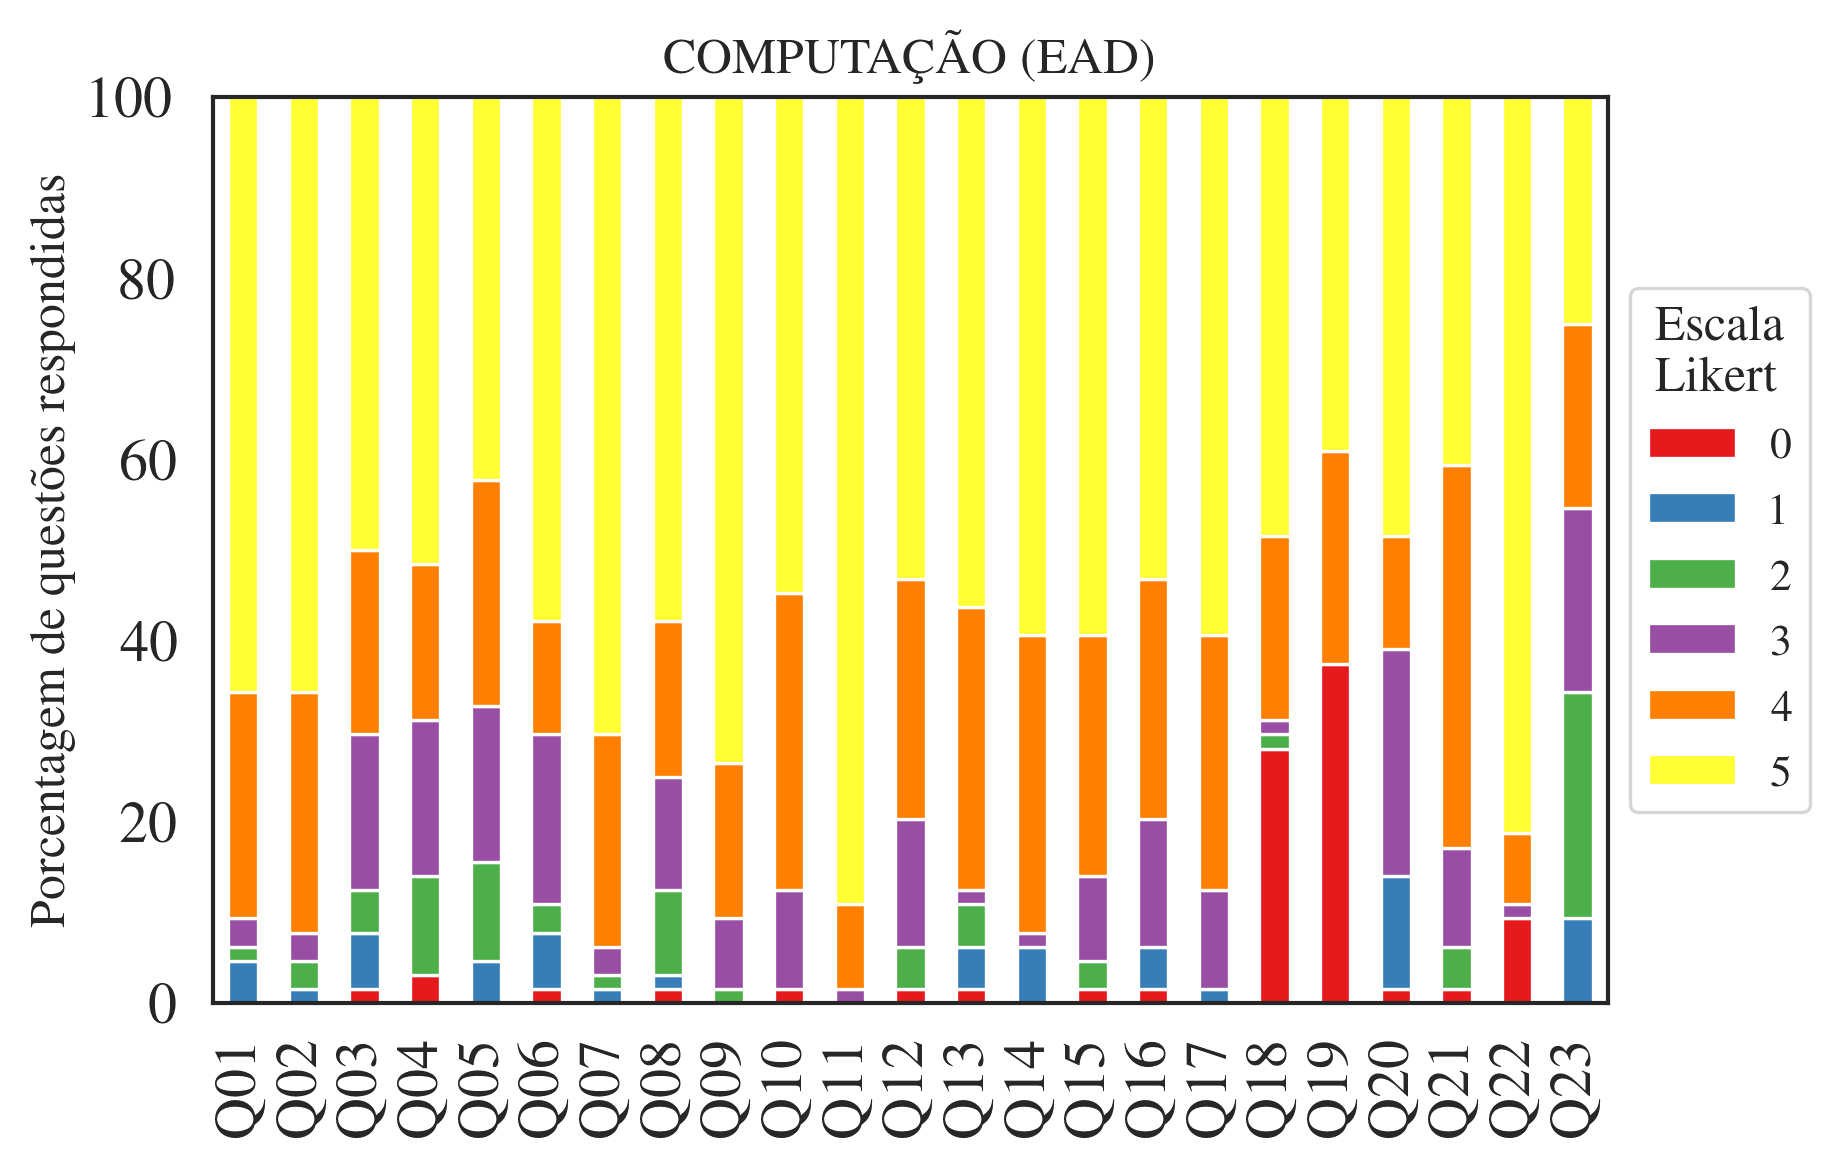 COMPUTAÇÃO (EAD)
100
80
60
40
20
0
Porcentagem de questões respondidas
Q01
Q02
Q03
Q04
Q05
Q06
Q07
Q08
Q09
Q10
Q11
Q12
Q13
Q14
Q15
Q16
Q17
Q18
Q19
Q20
Q21
Q22
Q23
Escala
Likert
0
1
2
3
4
5